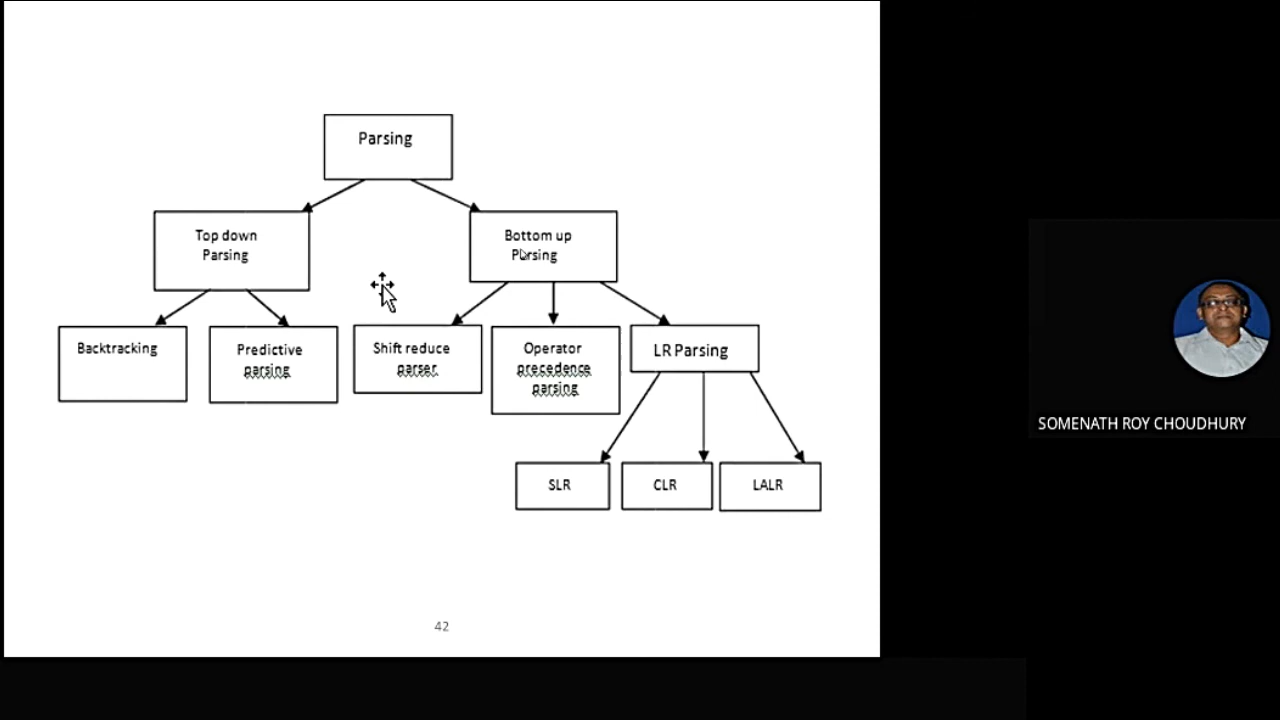 Parsing
Top down
Parsing
Bottom up
Parsing
Backtracking
Predictive
parsing
Shift reduce
parser
Operator
precedence
parsing
LR Parsing
SLR
CLR
LALR
42
SOMENATH ROY CHOUDHURY